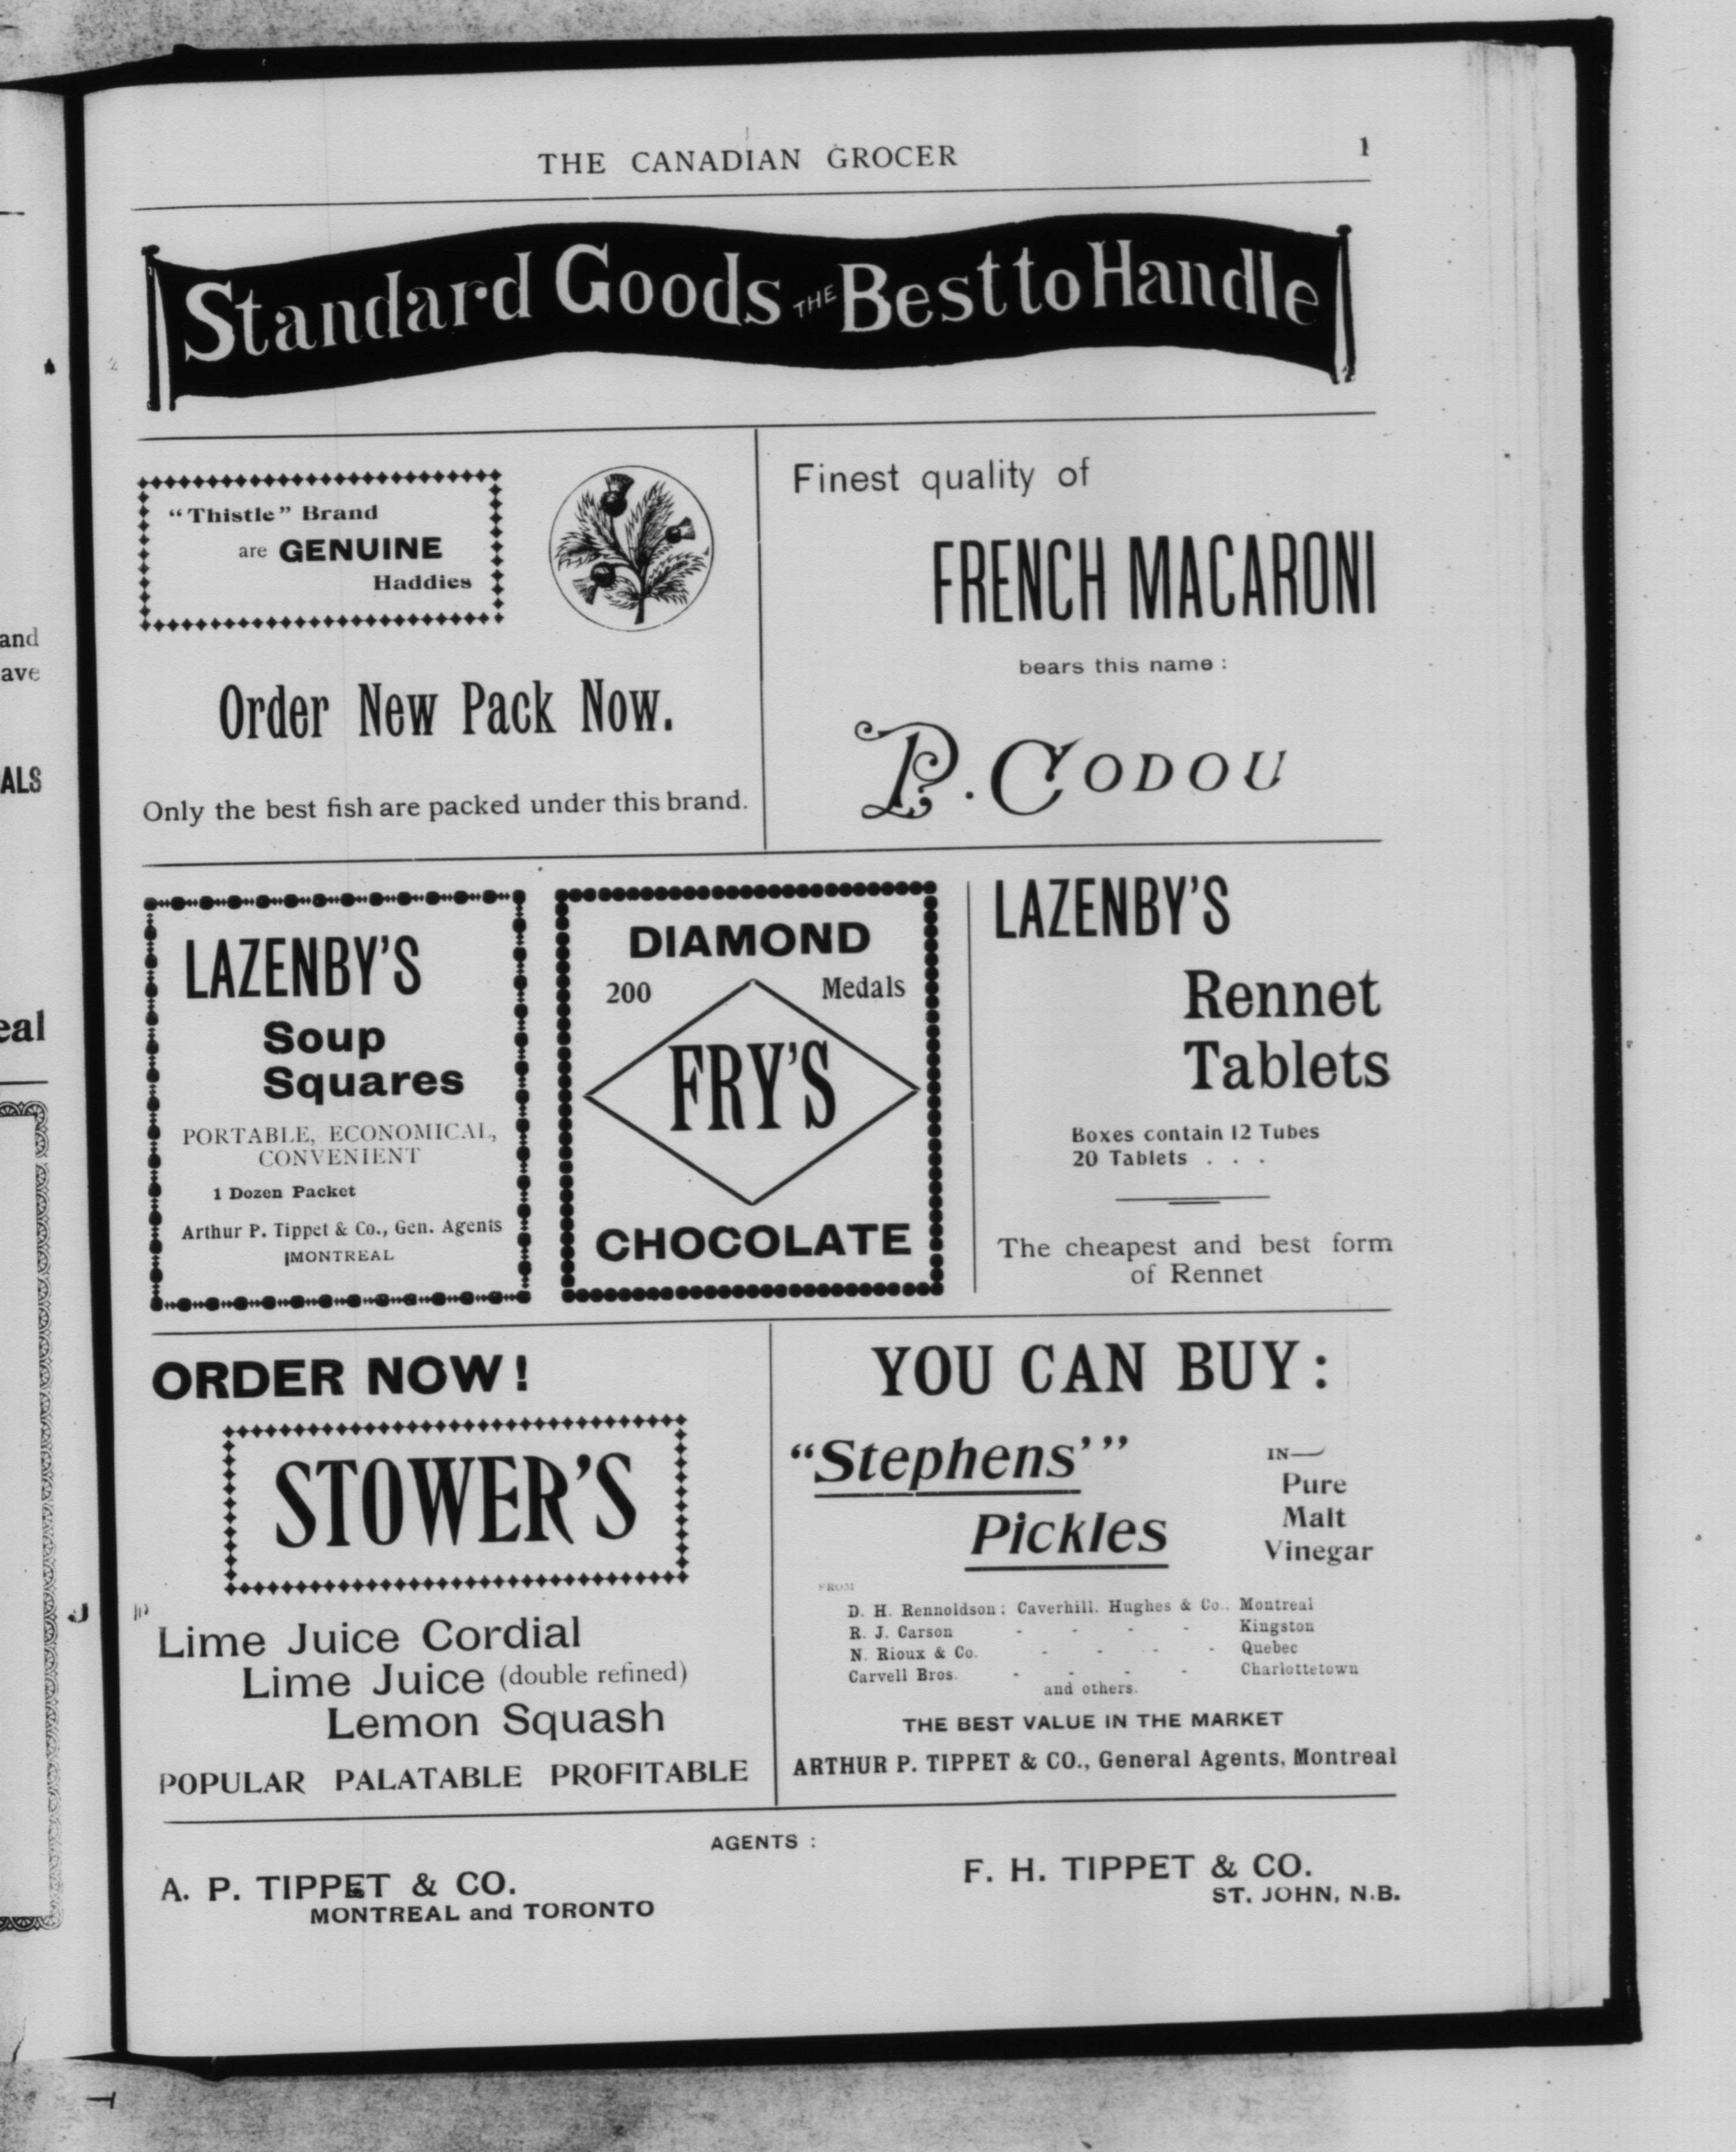 THE CANADIAN GROCER 1
Standard Goods THE Best to Handle
"Thistle" Brand
are GENUINE
Haddies
Order New Pack Now.
Only the best fish are packed under this brand.
Finest quality of
FRENCH MACARONI
bears this name :
P. CODOU
LAZENBY'S
Soup
Squares
PORTABLE, ECONOMICAL,
CONVENIENT
1 Dozen Packet
Arthur P. Tippet & Co., Gen. Agents
MONTREAL
DIAMOND
200 Medals
FRY'S
CHOCOLATE
LAZENBY'S
Rennet
Tablets
Boxes contain 12 Tubes
20 Tablets . . .
The cheapest and best form
of Rennet
ORDER NOW!
STOWER'S
Lime Juice Cordial
Lime Juice (double refined)
Lemon Squash
POPULAR PALATABLE PROFITABLE
YOU CAN BUY:
"Stephens'"
Pickles
IN—
Pure
Malt
Vinegar
FROM
D. H. Rennoldson; Caverhill, Hughes & Co., Montreal
R. J. Carson - - - - Kingston
N. Rioux & Co. - - - - Quebec
Carvell Bros. - - - - Charlottetown
and others.
THE BEST VALUE IN THE MARKET
ARTHUR P. TIPPET & CO., General Agents, Montreal
AGENTS :
A. P. TIPPET & CO.
MONTREAL and TORONTO
F. H. TIPPET & CO.
ST. JOHN, N.B.
and
ave
ALS
eal